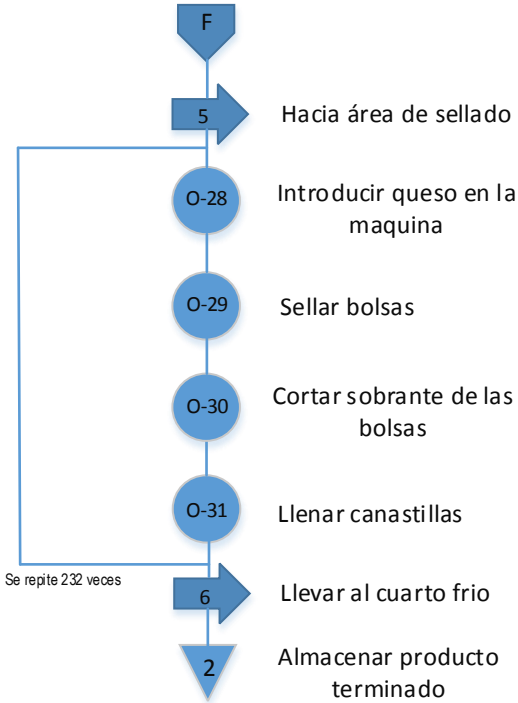 F
5
Hacia área de sellado
O-28
Introducir queso en la
maquina
O-29
Sellar bolsas
O-30
Cortar sobrante de las
bolsas
O-31
Llenar canastillas
Se repite 232 veces
6
Llevar al cuarto frio
2
Almacenar producto
terminado